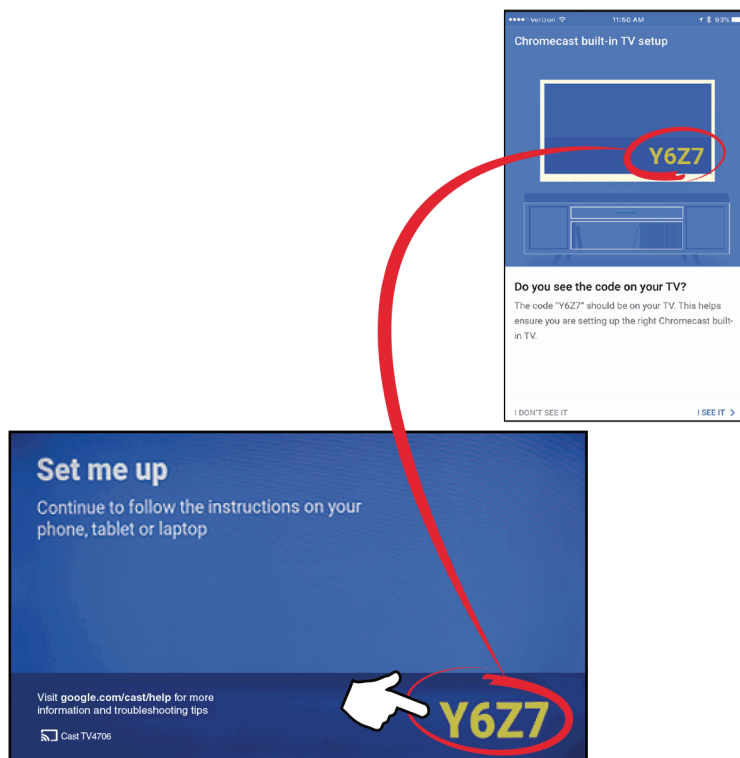 ●●●●○ Verizon 11:50 AM 93%
Chromecast built-in TV setup
Y6Z7
Do you see the code on your TV?
The code "Y6Z7" should be on your TV. This helps
ensure you are setting up the right Chromecast built-
in TV.
I DON'T SEE IT
I SEE IT >
Set me up
Continue to follow the instructions on your
phone, tablet or laptop
Visit google.com/cast/help for more
information and troubleshooting tips
Cast TV4706
Y6Z7